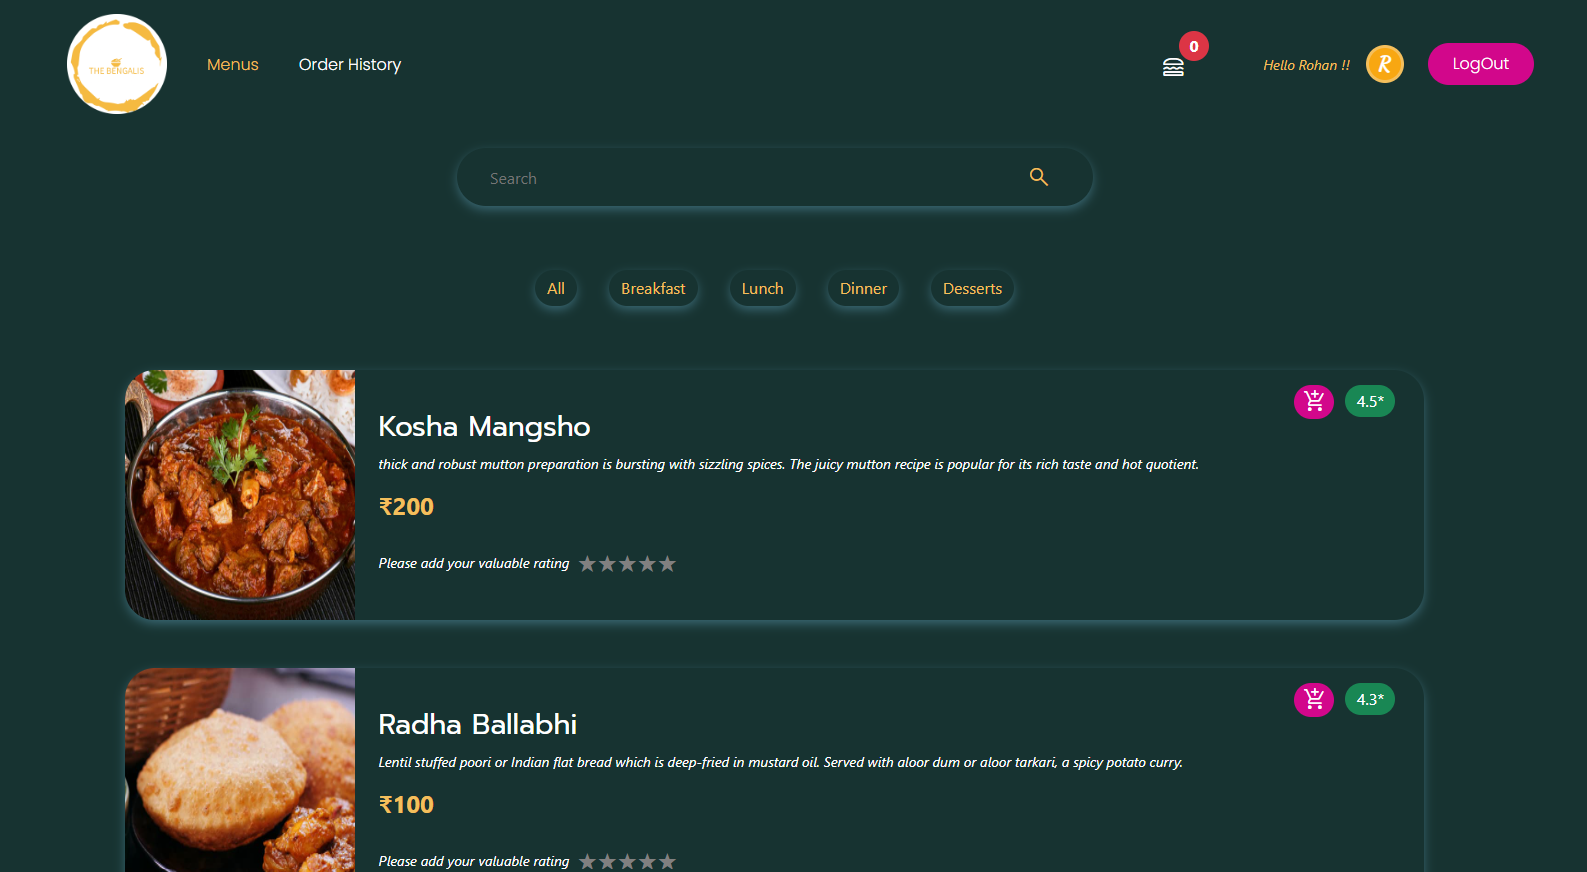 THE BENGALIS
Menus
Order History
0
Hello Rohan !!
R
LogOut
Search
All
Breakfast
Lunch
Dinner
Desserts
4.5*
Kosha Mangsho
thick and robust mutton preparation is bursting with sizzling spices. The juicy mutton recipe is popular for its rich taste and hot quotient.
₹200
Please add your valuable rating ★★★★★
4.3*
Radha Ballabhi
Lentil stuffed poori or Indian flat bread which is deep-fried in mustard oil. Served with aloor dum or aloor tarkari, a spicy potato curry.
₹100
Please add your valuable rating ★★★★★